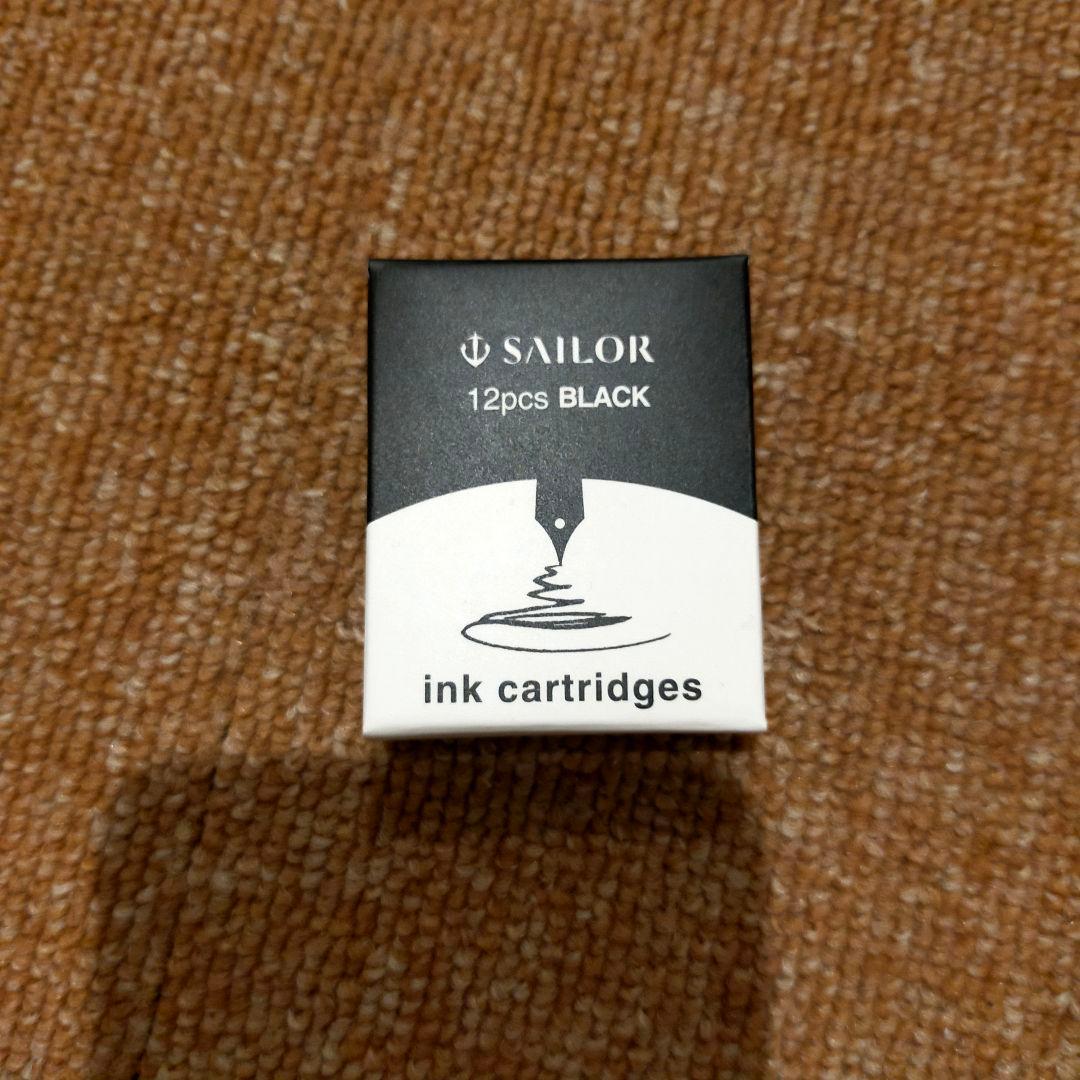 SAILOR
12pcs BLACK
ink cartridges